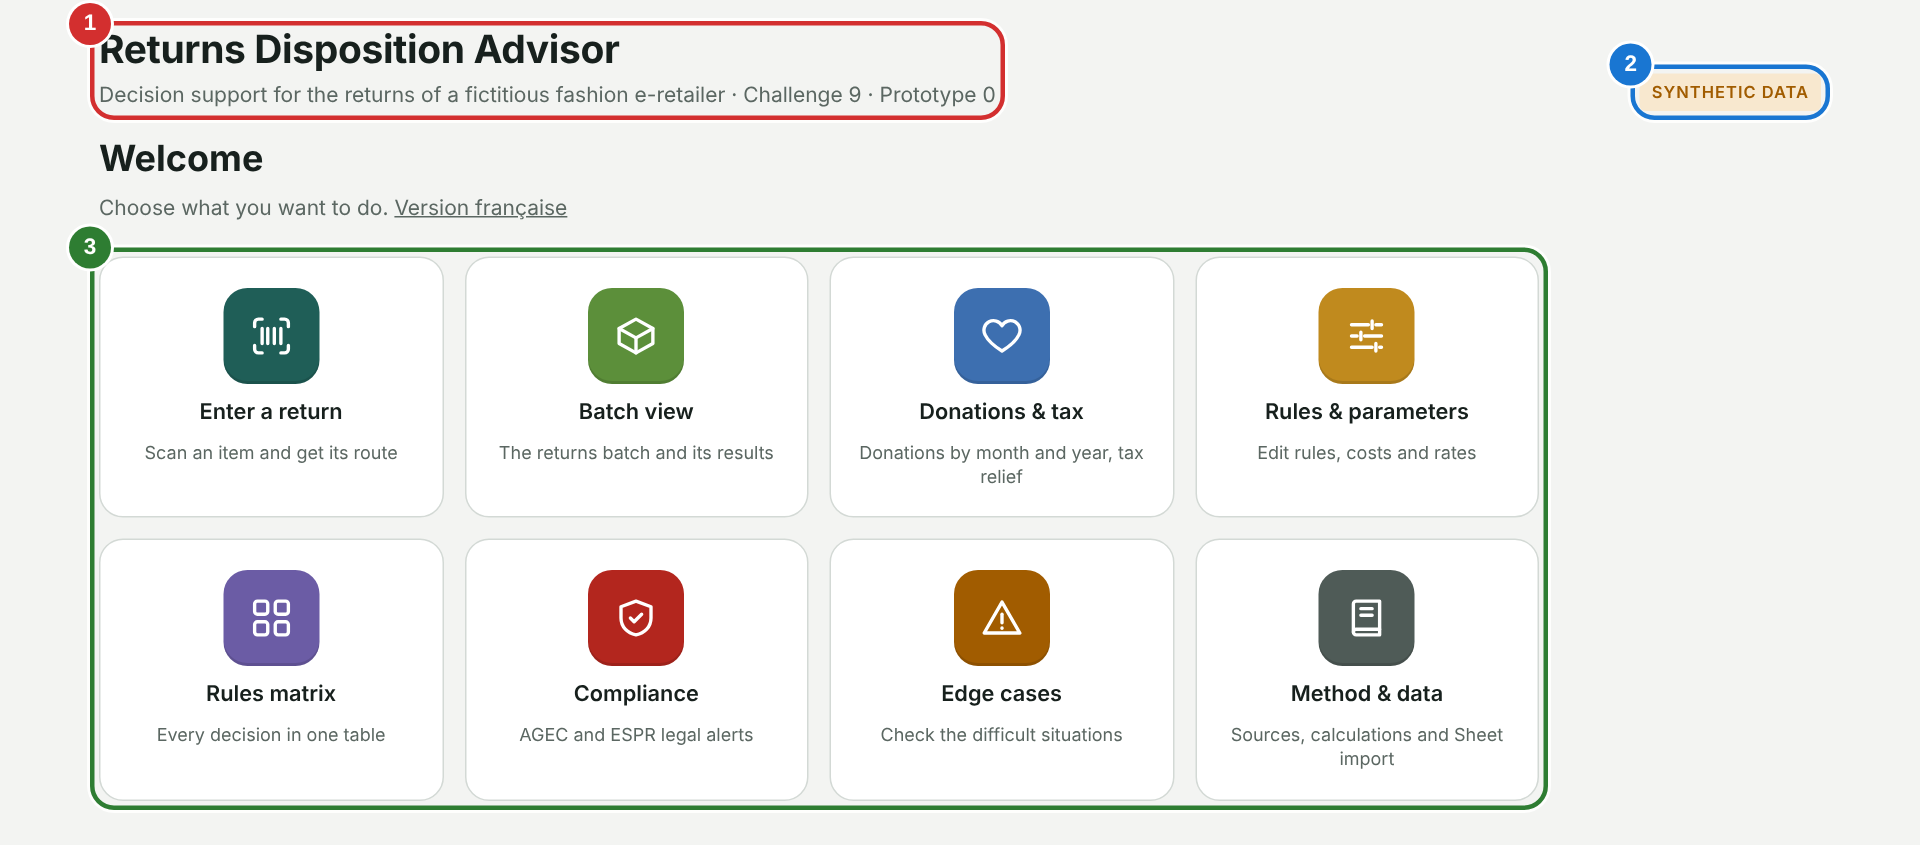 1
Returns Disposition Advisor
Decision support for the returns of a fictitious fashion e-retailer · Challenge 9 · Prototype 0
2
SYNTHETIC DATA
Welcome
Choose what you want to do. Version française
3
Enter a return
Scan an item and get its route
Batch view
The returns batch and its results
Donations & tax
Donations by month and year, tax
relief
Rules & parameters
Edit rules, costs and rates
Rules matrix
Every decision in one table
Compliance
AGEC and ESPR legal alerts
Edge cases
Check the difficult situations
Method & data
Sources, calculations and Sheet
import